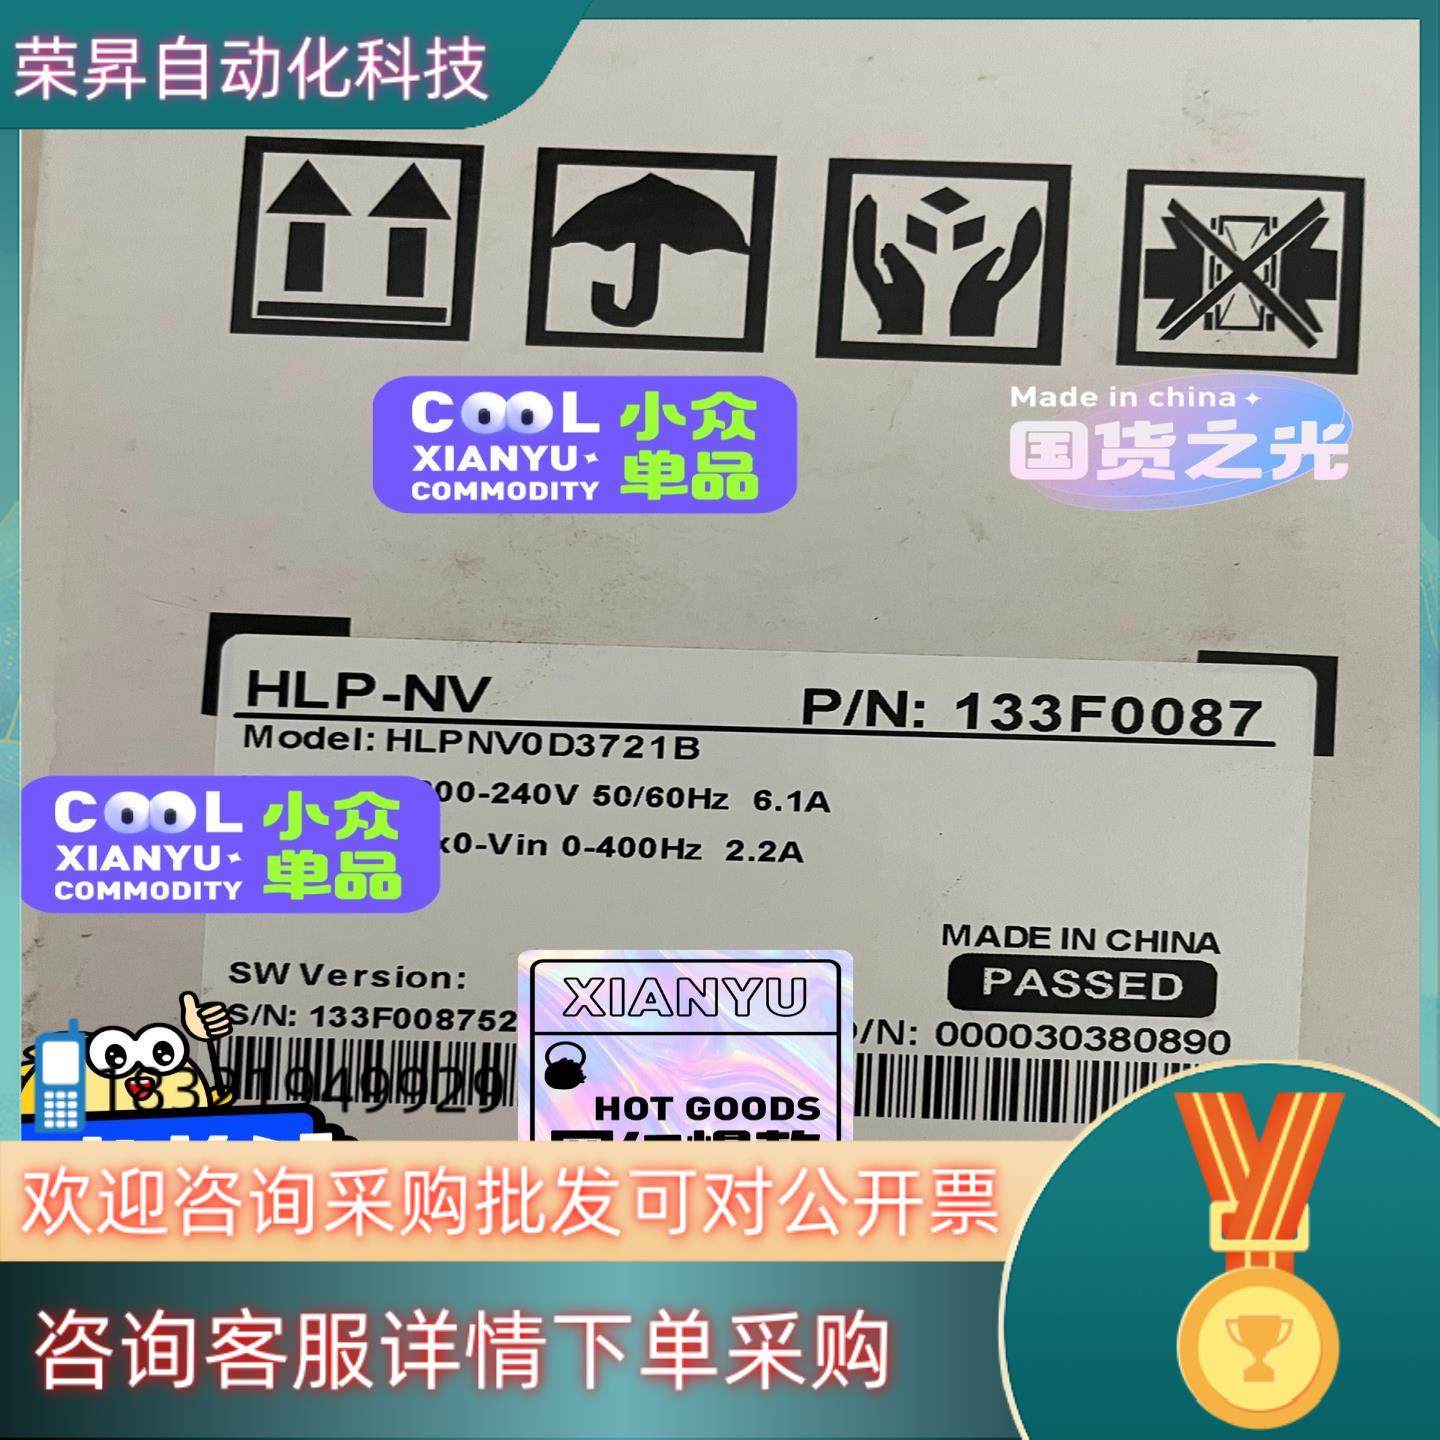 荣昇自动化科技
COOL 小众
XIANYU 单品
COMMODITY
Made in china
国货之光
HLP-NV P/N: 133F0087
Model: HLPNV0D3721B
00-240V 50/60Hz 6.1A
x0-Vin 0-400Hz 2.2A
COOL 小众
XIANYU 单品
COMMODITY
MADE IN CHINA
PASSED
SW Version:
S/N: 133F008752
/N: 000030380890
XIANYU
HOT GOODS
欢迎咨询采购批发可对公开票
咨询客服详情下单采购